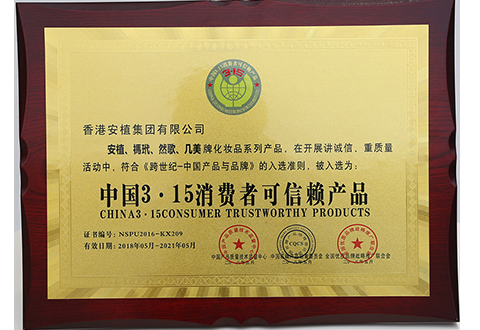 3·15
香港安植集团有限公司
安植、禤玳、然歌、几美牌化妆品系列产品，在开展讲诚信、重质量
活动中，符合《跨世纪—中国产品与品牌》的入选准则，被入选为：
中国3·15消费者可信赖产品
CHINA3·15CONSUMER TRUSTWORTHY PRODUCTS
证书编号：NSPU2016-KX209
有效日期：2018年05月-2021年05月
CQCS